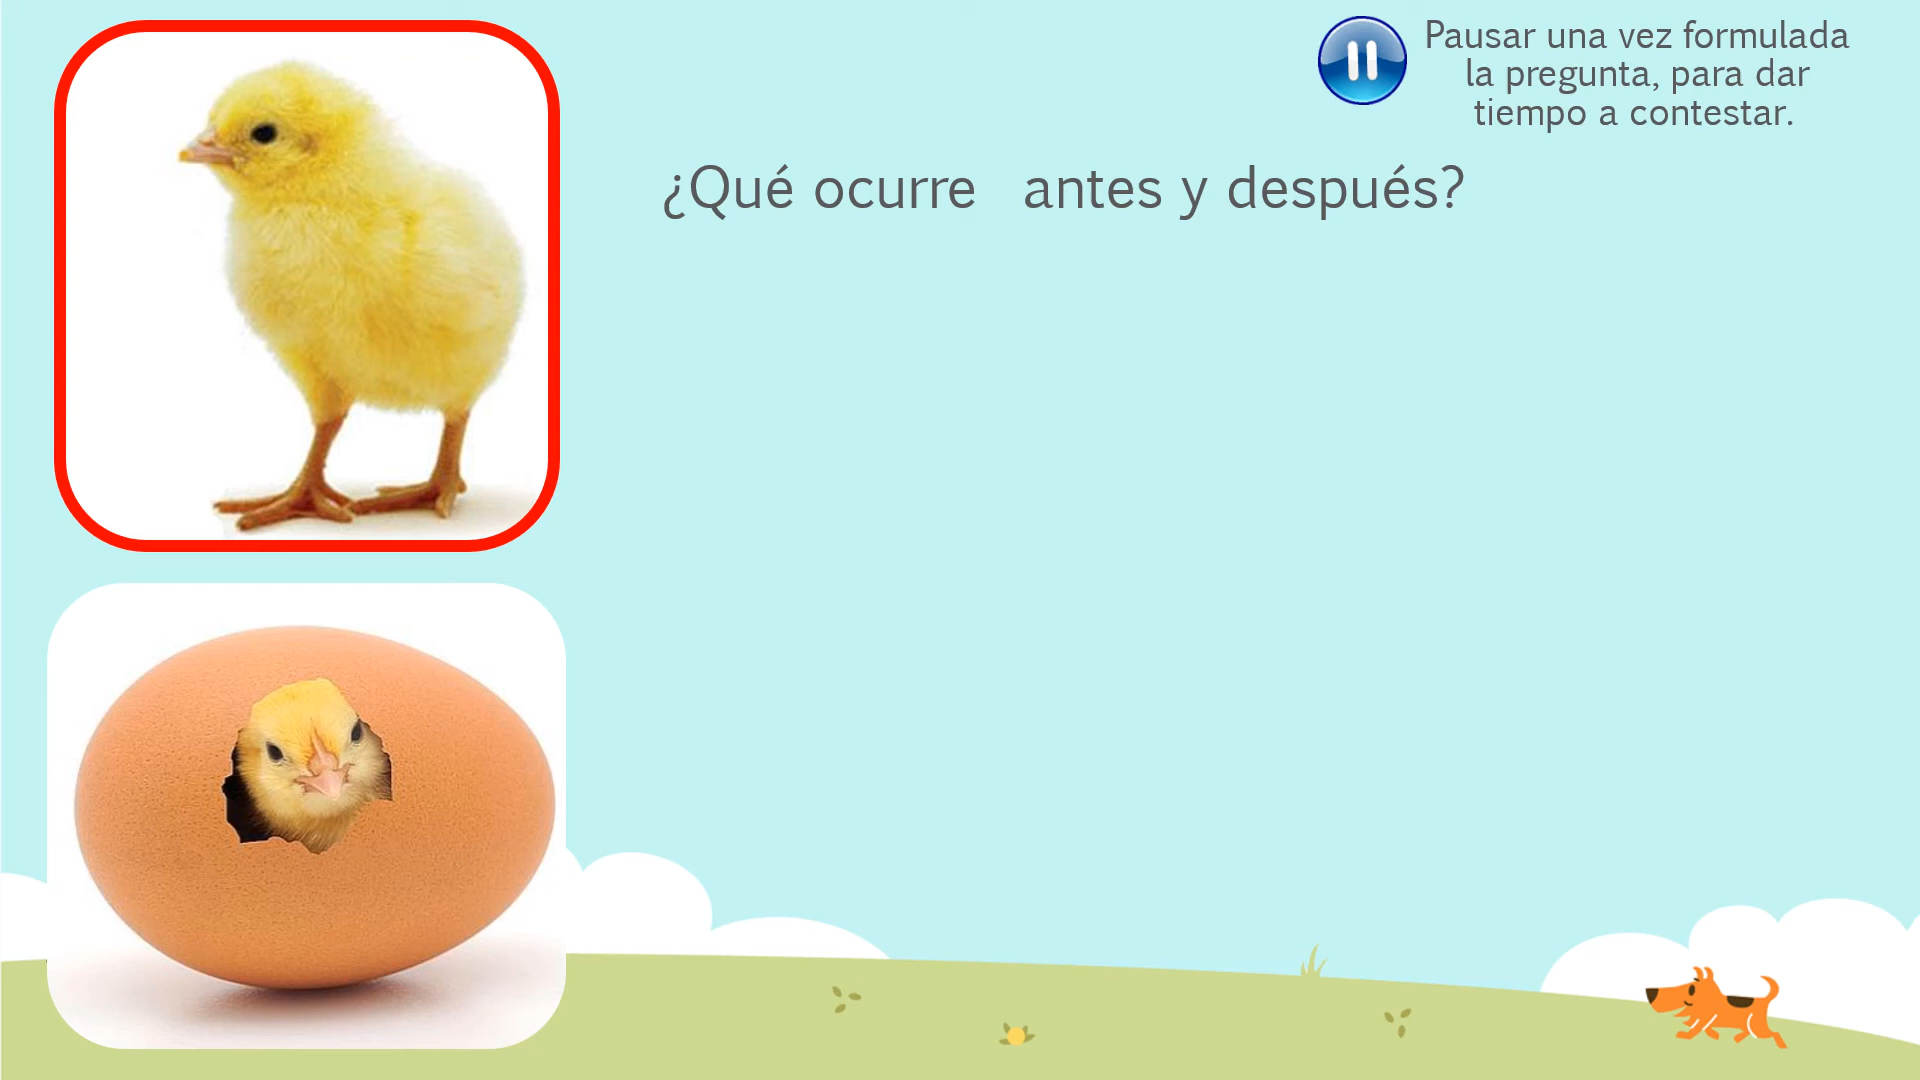 Pausar una vez formulada
la pregunta, para dar
tiempo a contestar.
¿Qué ocurre antes y después?